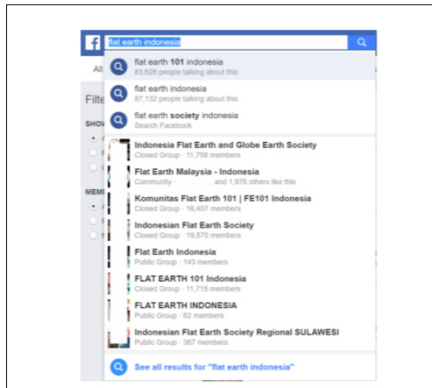 f
flat earth indonesia
All
flat earth 101 indonesia
83,626 people talking about this
Filte
flat earth indonesia
87,132 people talking about this
SHOW
flat earth society indonesia
Search Facebook
Indonesia Flat Earth and Globe Earth Society
Closed Group · 11,758 members
Flat Earth Malaysia - Indonesia
Community · and 1,978 others like this
MEMB
Komunitas Flat Earth 101 | FE101 Indonesia
Closed Group · 16,407 members
Indonesian Flat Earth Society
Closed Group · 19,570 members
Flat Earth Indonesia
Public Group · 143 members
FLAT EARTH 101 Indonesia
Closed Group · 11,715 members
FLAT EARTH INDONESIA
Public Group · 62 members
Indonesian Flat Earth Society Regional SULAWESI
Public Group · 367 members
See all results for "flat earth indonesia"